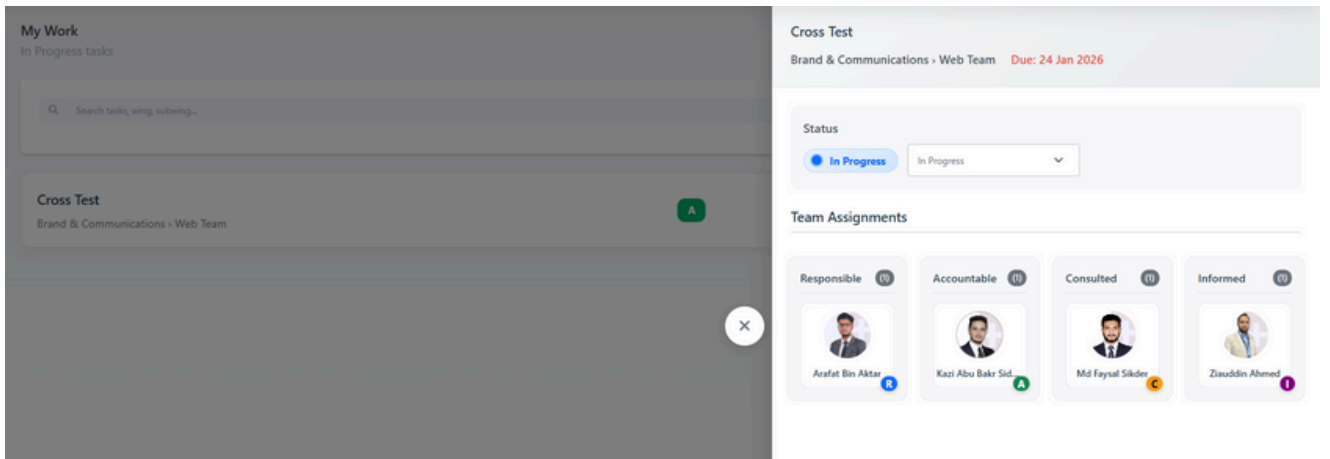 My Work
In Progress tasks
Search tasks, wing, subwing...
Cross Test
Brand & Communications › Web Team
A
Cross Test
Brand & Communications › Web Team Due: 24 Jan 2026
Status
In Progress In Progress
Team Assignments
Responsible (1) Accountable (1) Consulted (1) Informed (1)
Arafat Bin Aktar Kazi Abu Bakr Sid... Md Faysal Sikder Ziauddin Ahmed
R A C I